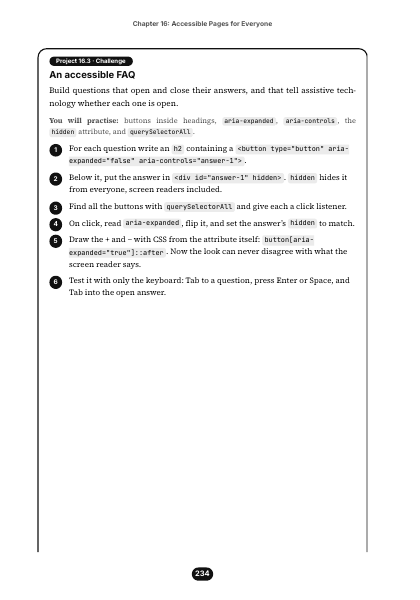 Chapter 16: Accessible Pages for Everyone
Project 16.3 · Challenge
An accessible FAQ
Build questions that open and close their answers, and that tell assistive tech-
nology whether each one is open.
You will practise: buttons inside headings, aria-expanded, aria-controls, the
hidden attribute, and querySelectorAll.
1 For each question write an h2 containing a <button type="button" aria-
expanded="false" aria-controls="answer-1">.
2 Below it, put the answer in <div id="answer-1" hidden>. hidden hides it
from everyone, screen readers included.
3 Find all the buttons with querySelectorAll and give each a click listener.
4 On click, read aria-expanded, flip it, and set the answer's hidden to match.
5 Draw the + and − with CSS from the attribute itself: button[aria-
expanded="true"]::after. Now the look can never disagree with what the
screen reader says.
6 Test it with only the keyboard: Tab to a question, press Enter or Space, and
Tab into the open answer.
234